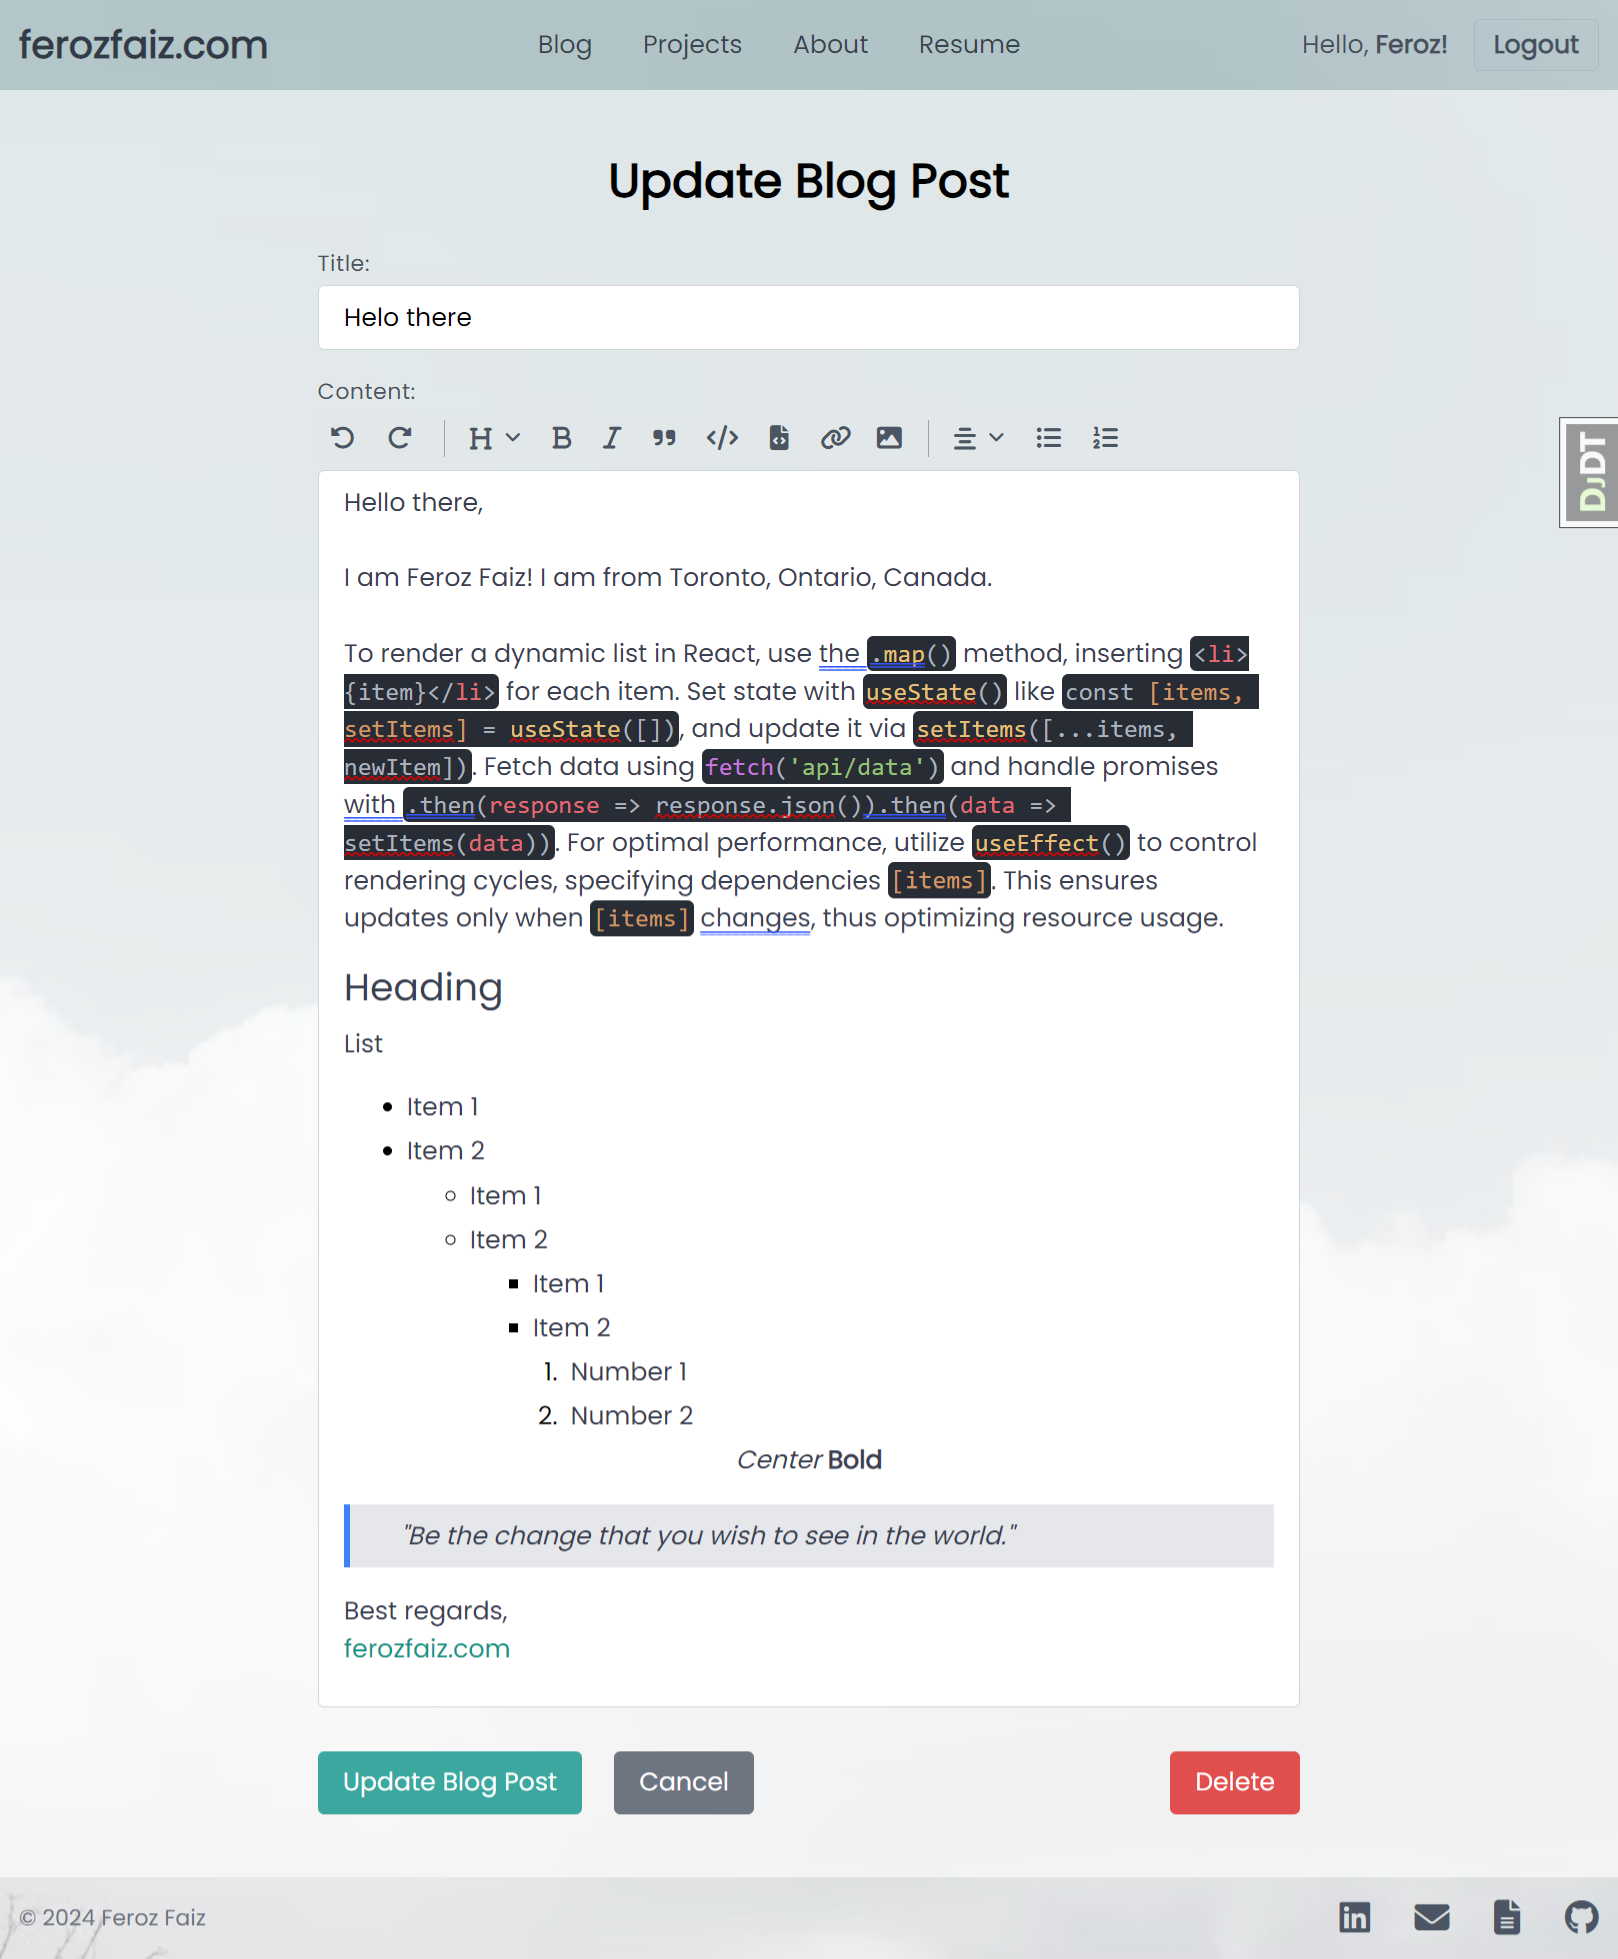 ferozfaiz.com Blog Projects About Resume Hello, Feroz! Logout
Update Blog Post
Title:
Helo there
Content:
H B I </>
DJDT
Hello there,
I am Feroz Faiz! I am from Toronto, Ontario, Canada.
To render a dynamic list in React, use the .map() method, inserting <li>
{item}</li> for each item. Set state with useState() like const [items,
setItems] = useState([]), and update it via setItems([...items,
newItem]). Fetch data using fetch('api/data') and handle promises
with .then(response => response.json()).then(data =>
setItems(data)). For optimal performance, utilize useEffect() to control
rendering cycles, specifying dependencies [items]. This ensures
updates only when [items] changes, thus optimizing resource usage.
Heading
List
• Item 1
• Item 2
◦ Item 1
◦ Item 2
▪ Item 1
▪ Item 2
1. Number 1
2. Number 2
Center Bold
"Be the change that you wish to see in the world."
Best regards,
ferozfaiz.com
Update Blog Post Cancel Delete
© 2024 Feroz Faiz